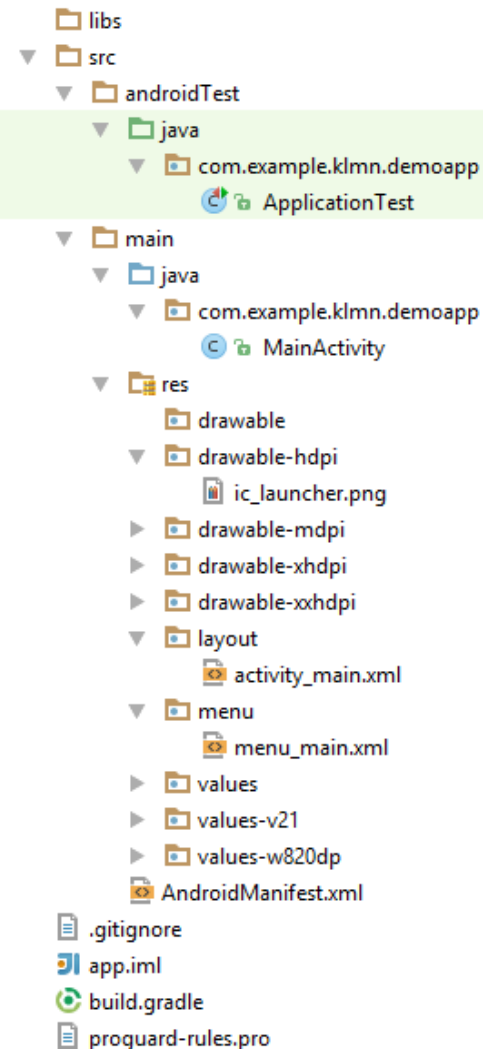 libs
src
androidTest
java
com.example.klmn.demoapp
ApplicationTest
main
java
com.example.klmn.demoapp
MainActivity
res
drawable
drawable-hdpi
ic_launcher.png
drawable-mdpi
drawable-xhdpi
drawable-xxhdpi
layout
activity_main.xml
menu
menu_main.xml
values
values-v21
values-w820dp
AndroidManifest.xml
.gitignore
app.iml
build.gradle
proguard-rules.pro